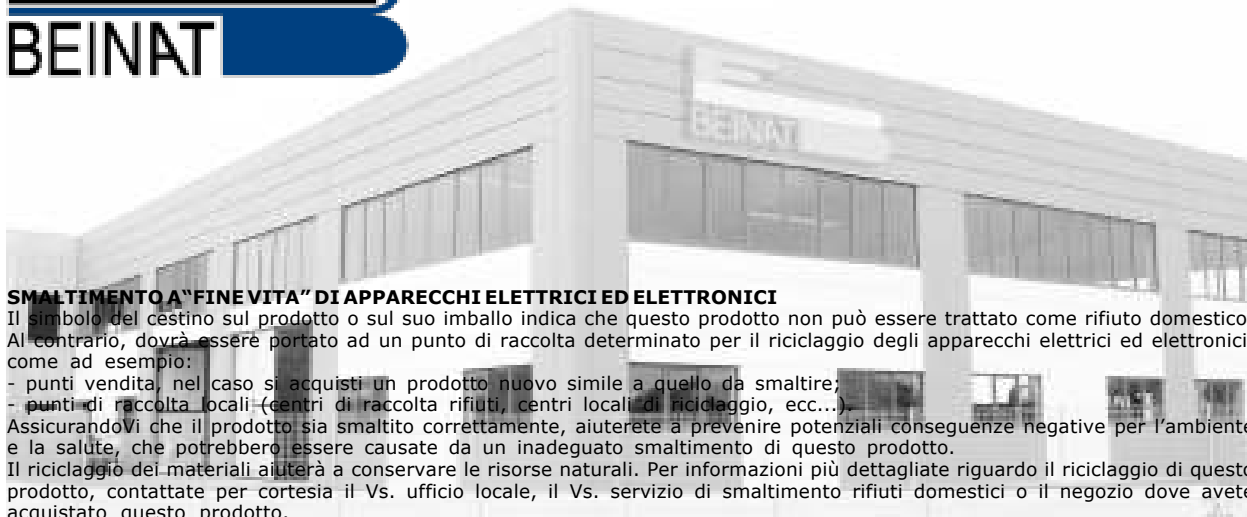 BEINAT
BEINAT
SMALTIMENTO A “FINE VITA” DI APPARECCHI ELETTRICI ED ELETTRONICI
Il simbolo del cestino sul prodotto o sul suo imballo indica che questo prodotto non può essere trattato come rifiuto domestico
Al contrario, dovrà essere portato ad un punto di raccolta determinato per il riciclaggio degli apparecchi elettrici ed elettronici
come ad esempio:
- punti vendita, nel caso si acquisti un prodotto nuovo simile a quello da smaltire;
- punti di raccolta locali (centri di raccolta rifiuti, centri locali di riciclaggio, ecc...).
AssicurandoVi che il prodotto sia smaltito correttamente, aiuterete a prevenire potenziali conseguenze negative per l’ambiente
e la salute, che potrebbero essere causate da un inadeguato smaltimento di questo prodotto.
Il riciclaggio dei materiali aiuterà a conservare le risorse naturali. Per informazioni più dettagliate riguardo il riciclaggio di questo
prodotto, contattate per cortesia il Vs. ufficio locale, il Vs. servizio di smaltimento rifiuti domestici o il negozio dove avete
acquistato questo prodotto.